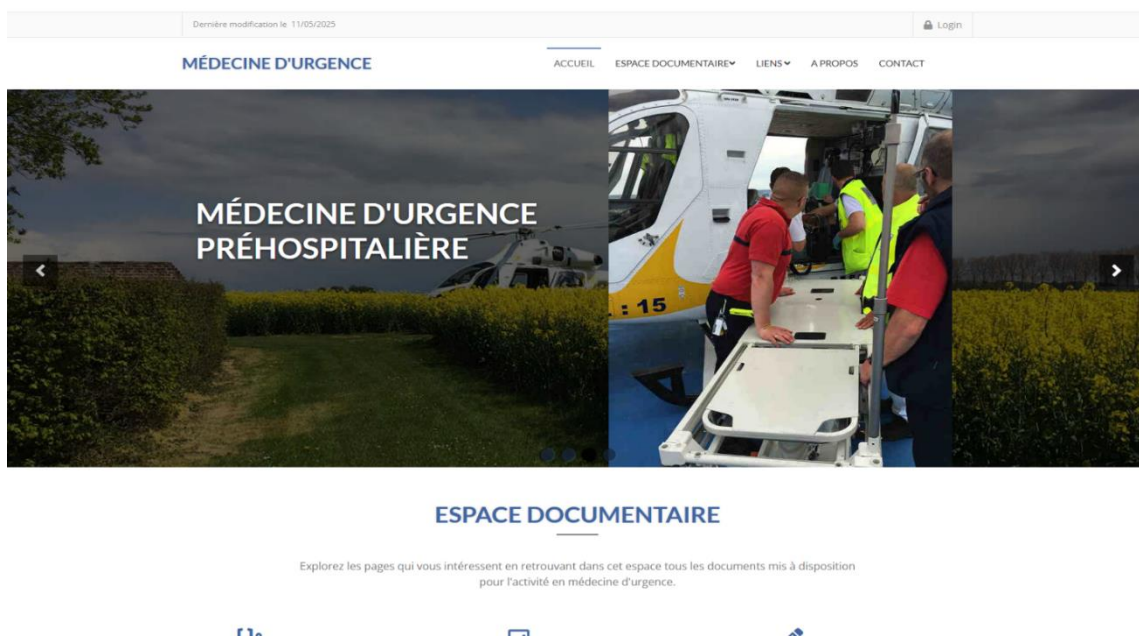 Dernière modification le 11/05/2025
Login
MÉDECINE D'URGENCE
ACCUEIL ESPACE DOCUMENTAIRE LIENS A PROPOS CONTACT
MÉDECINE D'URGENCE
PRÉHOSPITALIÈRE
: 15
ESPACE DOCUMENTAIRE
Explorez les pages qui vous intéressent en retrouvant dans cet espace tous les documents mis à disposition
pour l'activité en médecine d'urgence.